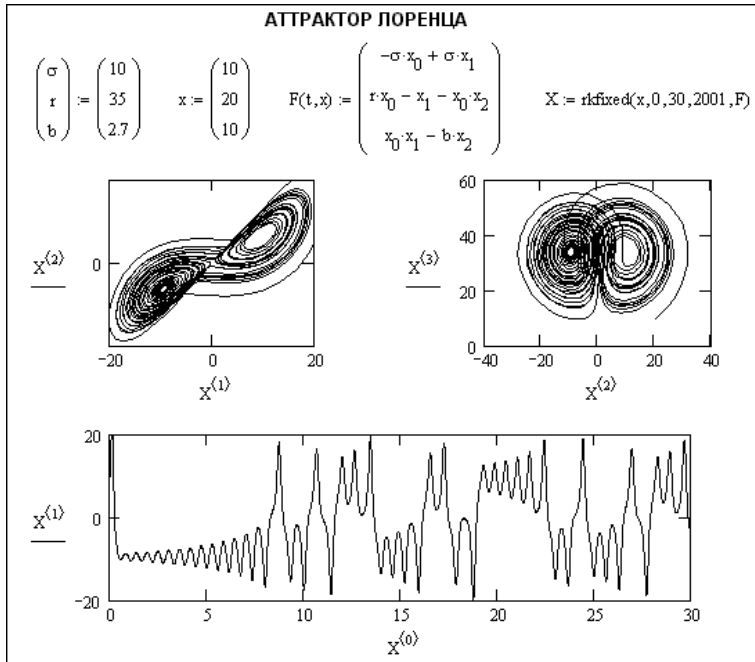 АТТРАКТОР ЛОРЕНЦА
(σ r b) := (10 35 2.7)
x := (10 20 10)
F(t,x) := (
-σ·x₀ + σ·x₁
r·x₀ - x₁ - x₀·x₂
x₀·x₁ - b·x₂
)
X := rkfixed(x,0,30,2001,F)
X⟨2⟩
0
-20 0 20
X⟨1⟩
60
40
X⟨3⟩
20
0
-40 -20 0 20 40
X⟨2⟩
20
X⟨1⟩ 0
-20
0 5 10 15 20 25 30
X⟨0⟩